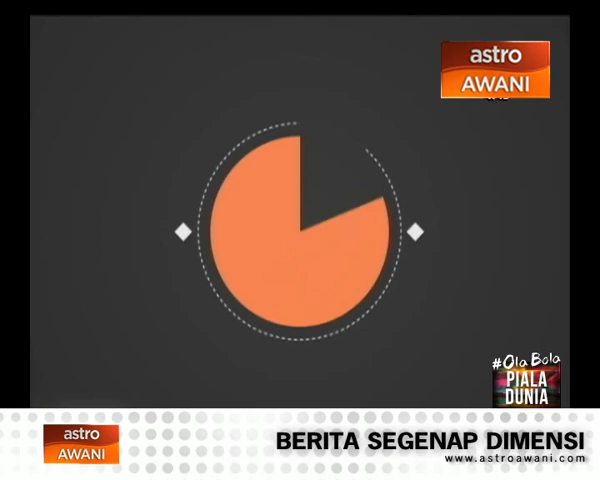 astro
AWANI
#Ola Bola
PIALA
DUNIA
astro
AWANI
BERITA SEGENAP DIMENSI
www.astroawani.com